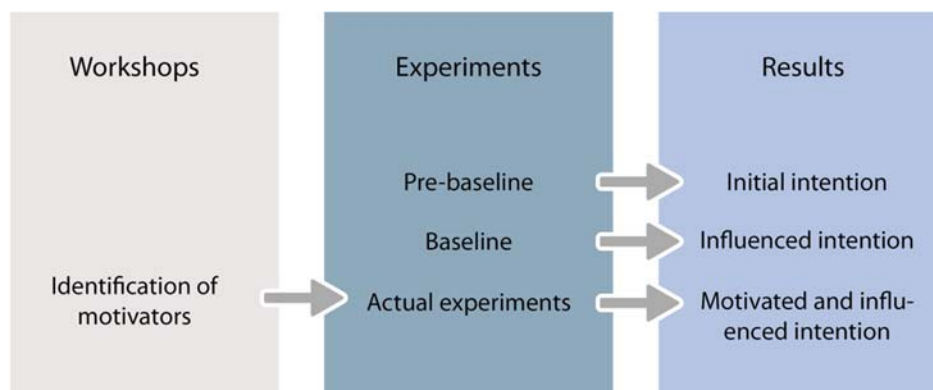 Workshops
Experiments
Results
Pre-baseline
Initial intention
Baseline
Influenced intention
Identification of
motivators
Actual experiments
Motivated and influ-
enced intention